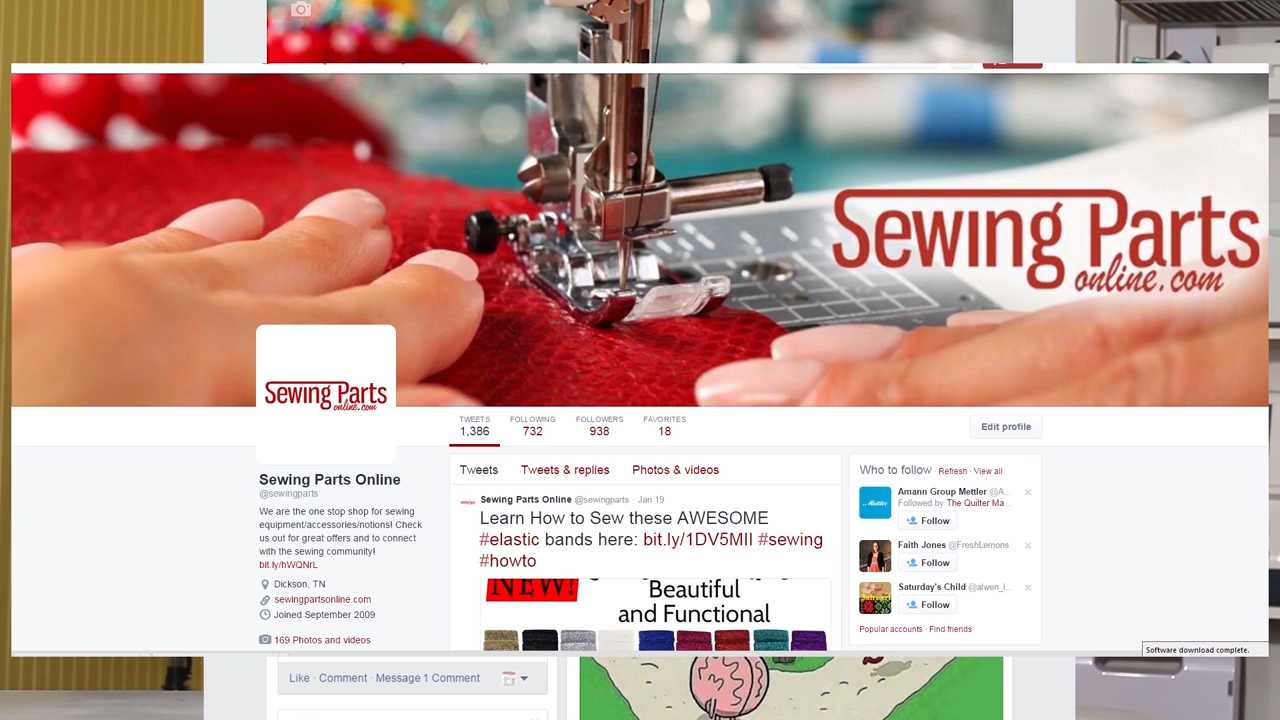 Sewing Parts
online.com
Sewing Parts
online.com
TWEETS
1,386
FOLLOWING
732
FOLLOWERS
938
FAVORITES
18
Edit profile
Sewing Parts Online
@sewingparts
We are the one stop shop for sewing
equipment/accessories/notions! Check
us out for great offers and to connect
with the sewing community!
bit.ly/hWQNrL
Dickson, TN
sewingpartsonline.com
Joined September 2009
169 Photos and videos
Tweets Tweets & replies Photos & videos
Sewing Parts Online @sewingparts · Jan 19
Learn How to Sew these AWESOME
#elastic bands here: bit.ly/1DV5MII #sewing
#howto
NEW!
Beautiful
and Functional
Who to follow · Refresh · View all
Amann Group Mettler @A...
Followed by The Quilter Ma...
Follow
Faith Jones @FreshLemons
Follow
Saturday's Child @alwen_l...
Follow
Popular accounts · Find friends
Software download complete.
Like · Comment · Message 1 Comment